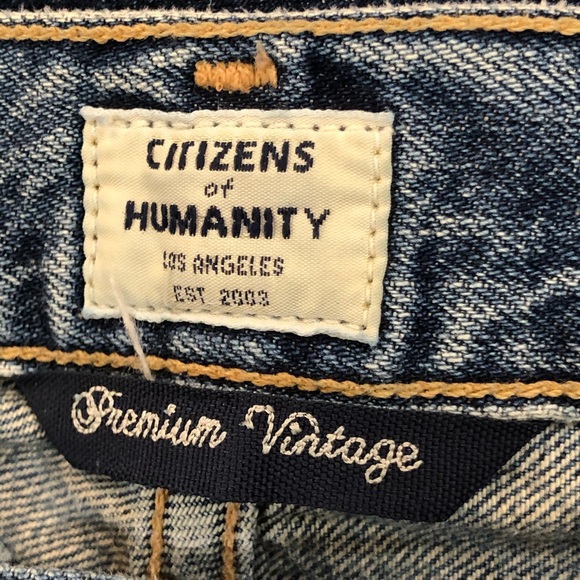 CITIZENS
of
HUMANITY
LOS ANGELES
EST 2003
Premium Vintage